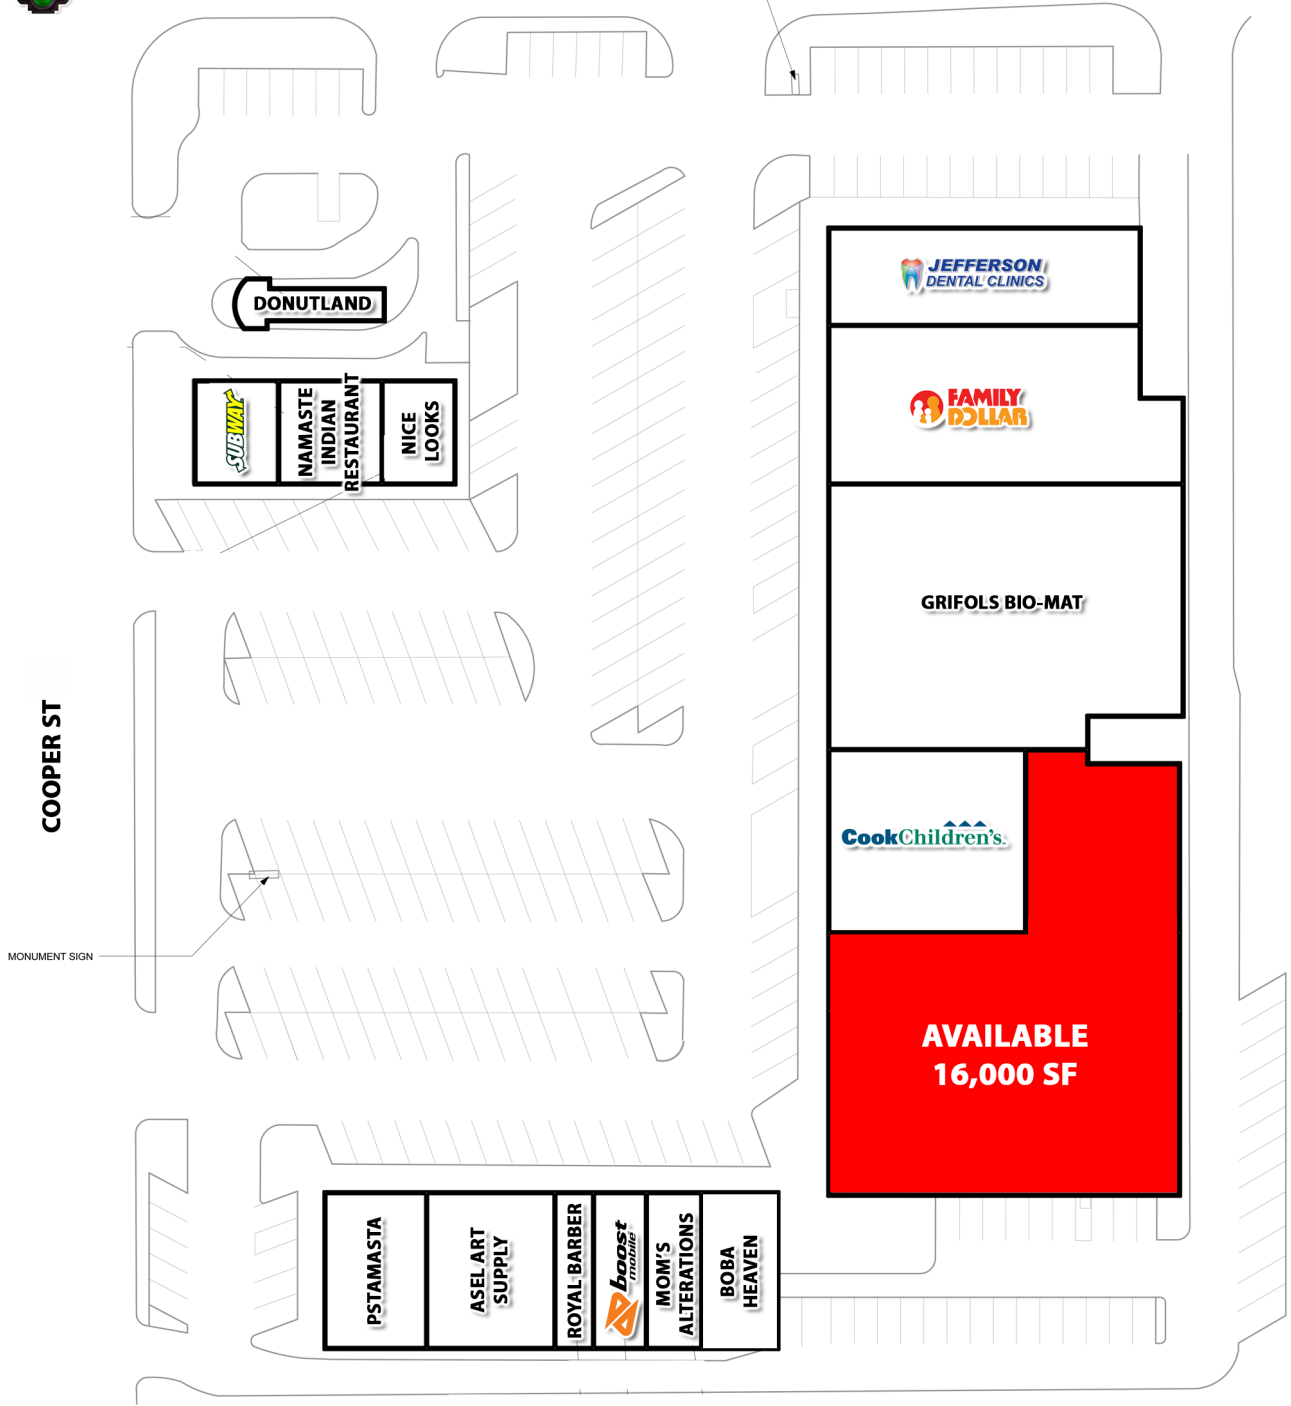 JEFFERSON
DENTAL CLINICS
DONUTLAND
SUBWAY
NAMASTE
INDIAN
RESTAURANT
NICE
LOOKS
FAMILY
DOLLAR
GRIFOLS BIO-MAT
COOPER ST
CookChildren's.
MONUMENT SIGN
AVAILABLE
16,000 SF
PSTAMASTA
ASEL ART
SUPPLY
ROYAL BARBER
boost
mobile
MOM'S
ALTERATIONS
BOBA
HEAVEN